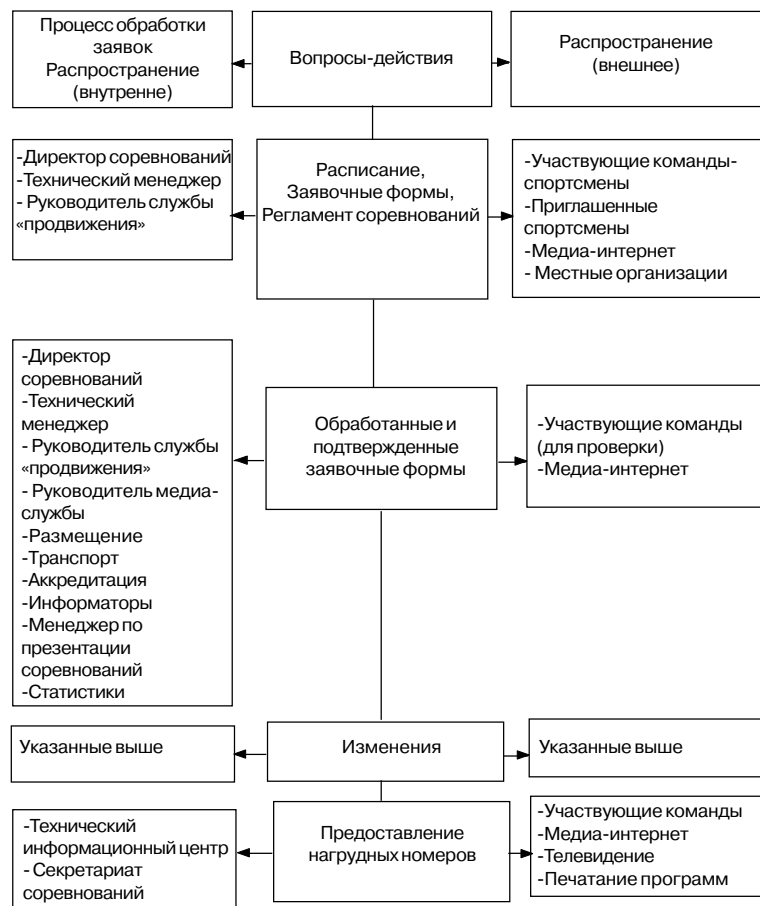 Процесс обработки
заявок
Распространение
(внутренне)
Вопросы-действия
Распространение
(внешнее)
-Директор соревнований
-Технический менеджер
- Руководитель службы
«продвижения»
Расписание,
Заявочные формы,
Регламент соревнований
-Участвующие команды-
спортсмены
-Приглашенные
спортсмены
-Медиа-интернет
- Местные организации
-Директор
соревнований
-Технический
менеджер
- Руководитель службы
«продвижения»
- Руководитель медиа-
службы
-Размещение
-Транспорт
-Аккредитация
-Информаторы
-Менеджер по
презентации
соревнований
-Статистики
Обработанные и
подтвержденные
заявочные формы
-Участвующие команды
(для проверки)
-Медиа-интернет
Указанные выше
Изменения
Указанные выше
-Технический
информационный центр
- Секретариат
соревнований
Предоставление
нагрудных номеров
-Участвующие команды
-Медиа-интернет
-Телевидение
-Печатание программ